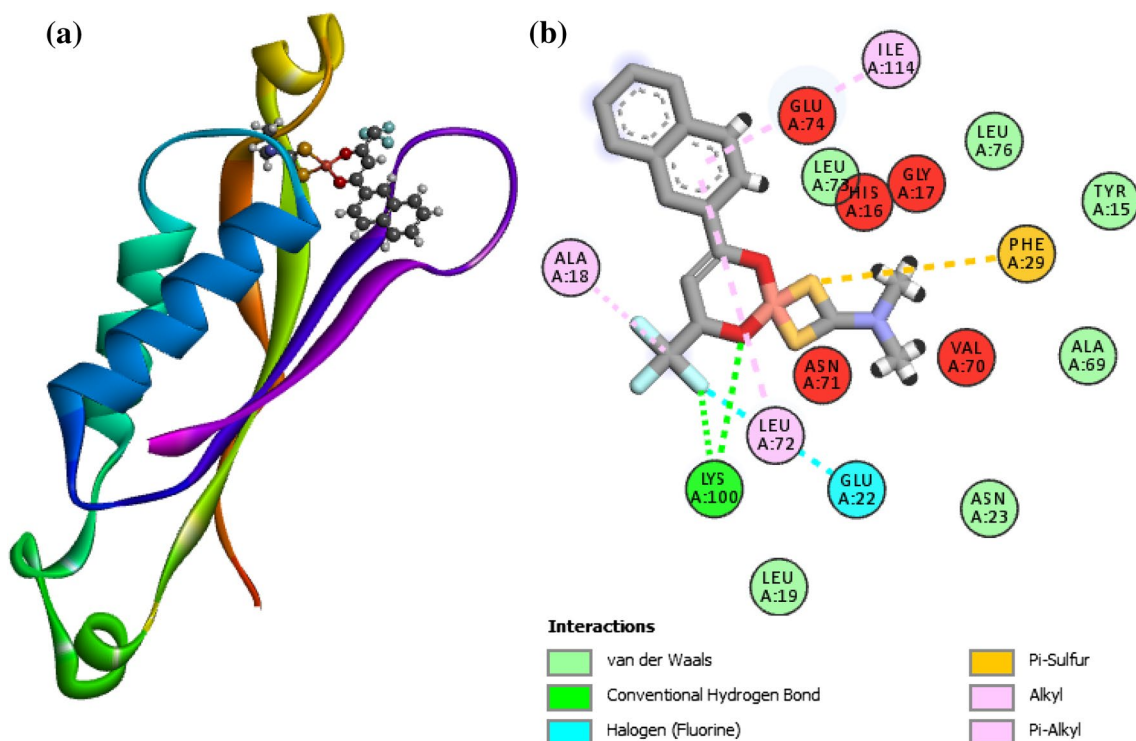 (a)
(b)
ILE
A:114
GLU
A:74
LEU
A:76
LEU
A:73
HIS
A:16
GLY
A:17
TYR
A:15
PHE
A:29
ALA
A:18
ASN
A:71
VAL
A:70
ALA
A:69
LEU
A:72
LYS
A:100
GLU
A:22
ASN
A:23
LEU
A:19
Interactions
van der Waals
Conventional Hydrogen Bond
Halogen (Fluorine)
Pi-Sulfur
Alkyl
Pi-Alkyl